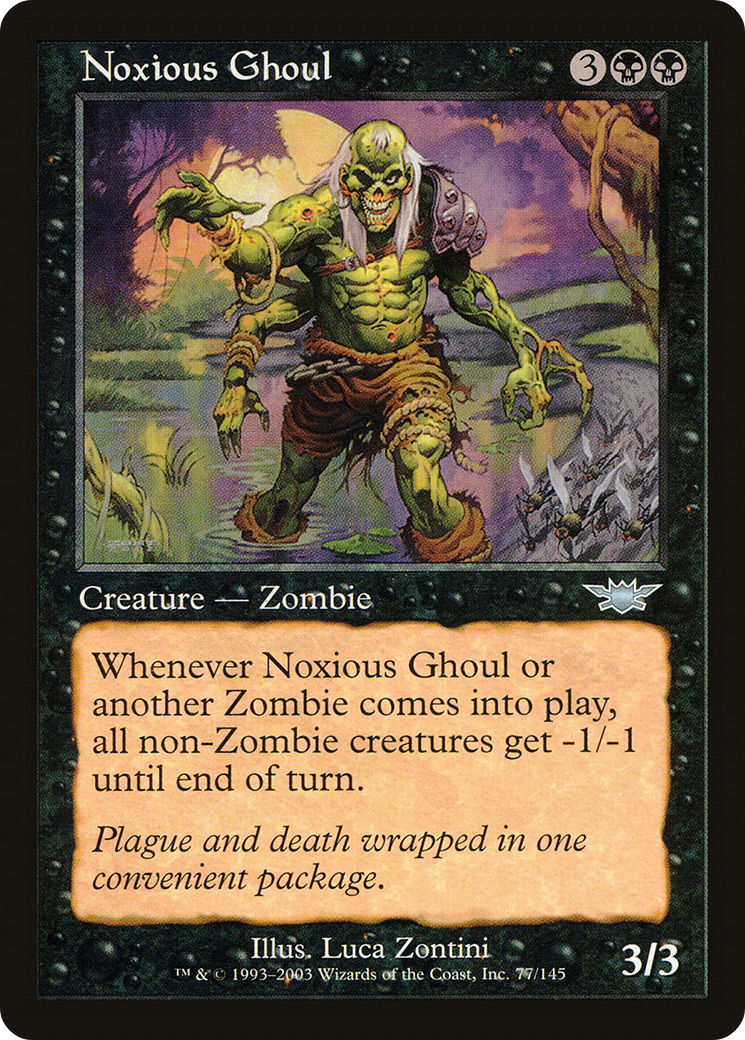 Noxious Ghoul 3
Creature — Zombie
Whenever Noxious Ghoul or
another Zombie comes into play,
all non-Zombie creatures get -1/-1
until end of turn.
Plague and death wrapped in one
convenient package.
Illus. Luca Zontini
™ & © 1993–2003 Wizards of the Coast, Inc. 77/145
3/3